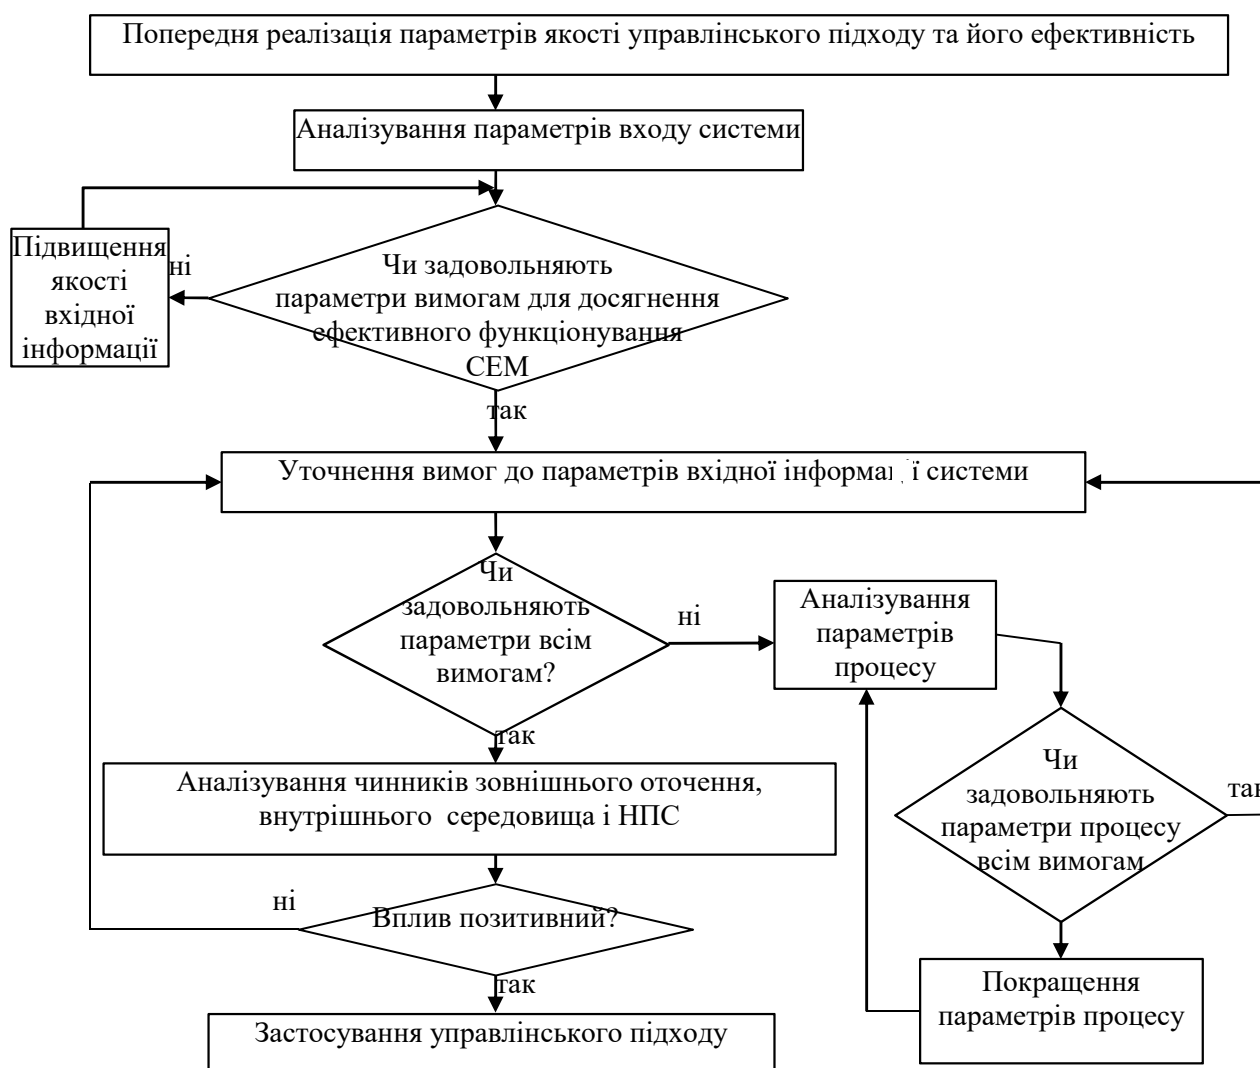 Попередня реалізація параметрів якості управлінського підходу та його ефективність
Аналізування параметрів входу системи
Підвищення
якості
вхідної
інформації
ні
Чи задовольняють
параметри вимогам для досягнення
ефективного функціонування
СЕМ
так
Уточнення вимог до параметрів вхідної системи
Чи
задовольняють
параметри всім
вимогам?
ні
Аналізування
параметрів
процесу
так
Аналізування чинників зовнішнього оточення,
внутрішнього середовища і НПС
Чи
задовольняють
параметри процесу
всім вимогам
ні
Вплив позитивний?
так
Покращення
параметрів процесу
Застосування управлінського підходу